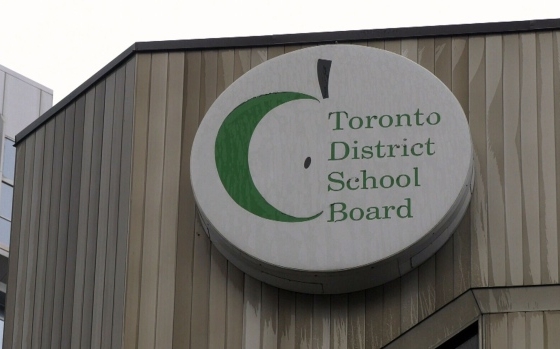 Toronto
District
School
Board